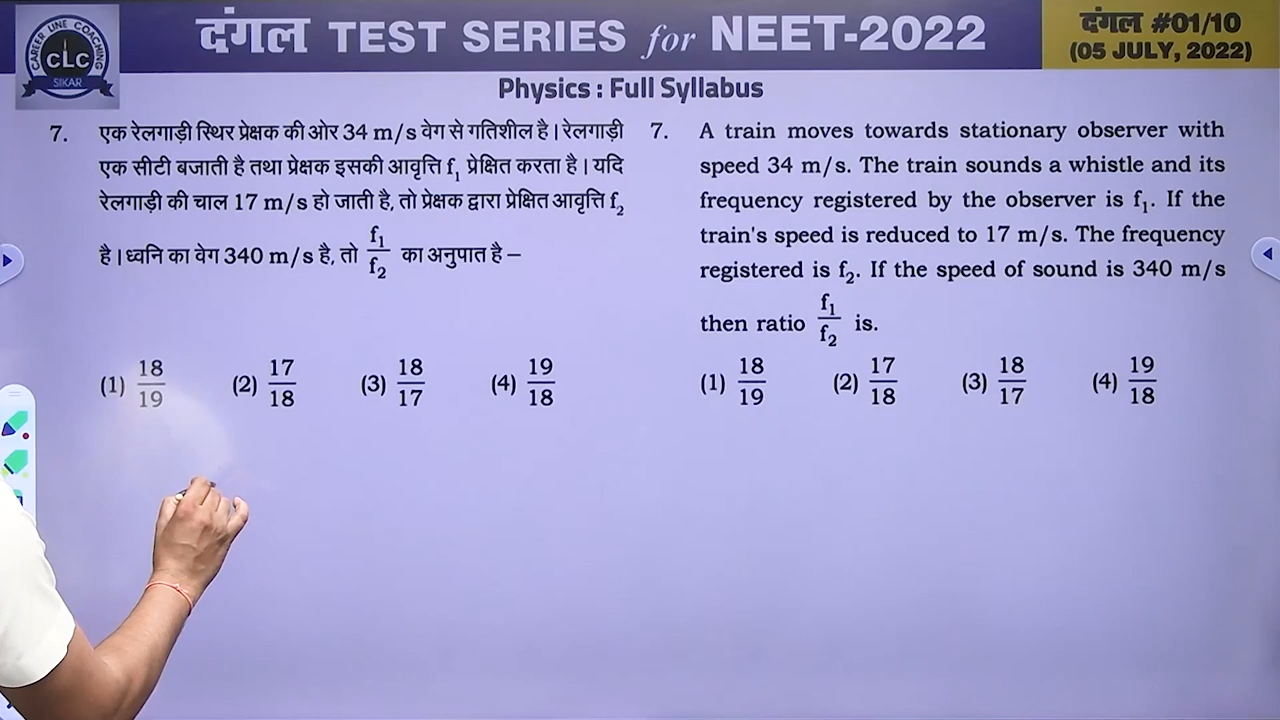 CAREER LINE COACHING
CLC
SIKAR
दंगल TEST SERIES for NEET-2022
दंगल #01/10
(05 JULY, 2022)
Physics : Full Syllabus
7. एक रेलगाड़ी स्थिर प्रेक्षक की ओर 34 m/s वेग से गतिशील है। रेलगाड़ी
एक सीटी बजाती है तथा प्रेक्षक इसकी आवृत्ति f₁ प्रेक्षित करता है। यदि
रेलगाड़ी की चाल 17 m/s हो जाती है, तो प्रेक्षक द्वारा प्रेक्षित आवृत्ति f₂
है। ध्वनि का वेग 340 m/s है, तो f₁/f₂ का अनुपात है –
(1) 18/19 (2) 17/18 (3) 18/17 (4) 19/18
7. A train moves towards stationary observer with
speed 34 m/s. The train sounds a whistle and its
frequency registered by the observer is f₁. If the
train's speed is reduced to 17 m/s. The frequency
registered is f₂. If the speed of sound is 340 m/s
then ratio f₁/f₂ is.
(1) 18/19 (2) 17/18 (3) 18/17 (4) 19/18